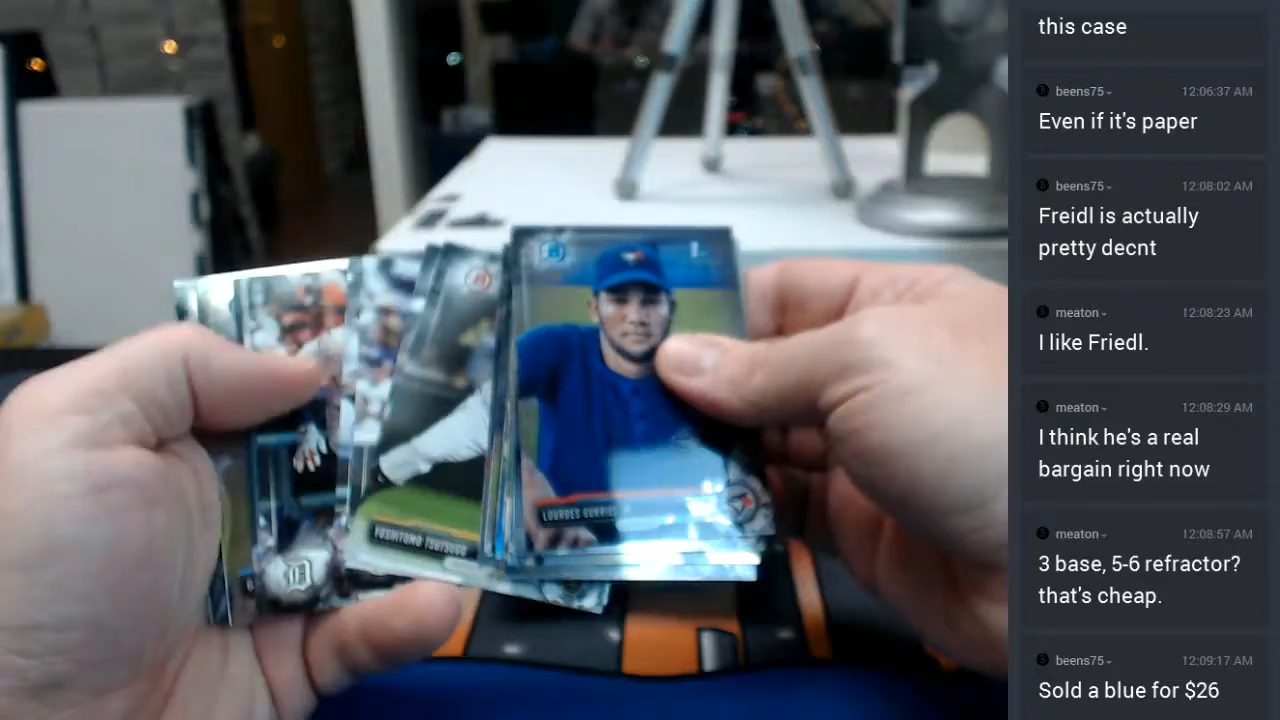 this case
beens75
12:06:37 AM
Even if it's paper
beens75
12:08:02 AM
Freidl is actually
pretty decnt
meaton
12:08:23 AM
I like Friedl.
meaton
12:08:29 AM
I think he's a real
bargain right now
meaton
12:08:57 AM
3 base, 5-6 refractor?
that's cheap.
beens75
12:09:17 AM
Sold a blue for $26
LOURDES GURRIE
YOSHITOMO TSUTSUGO
D
B
1